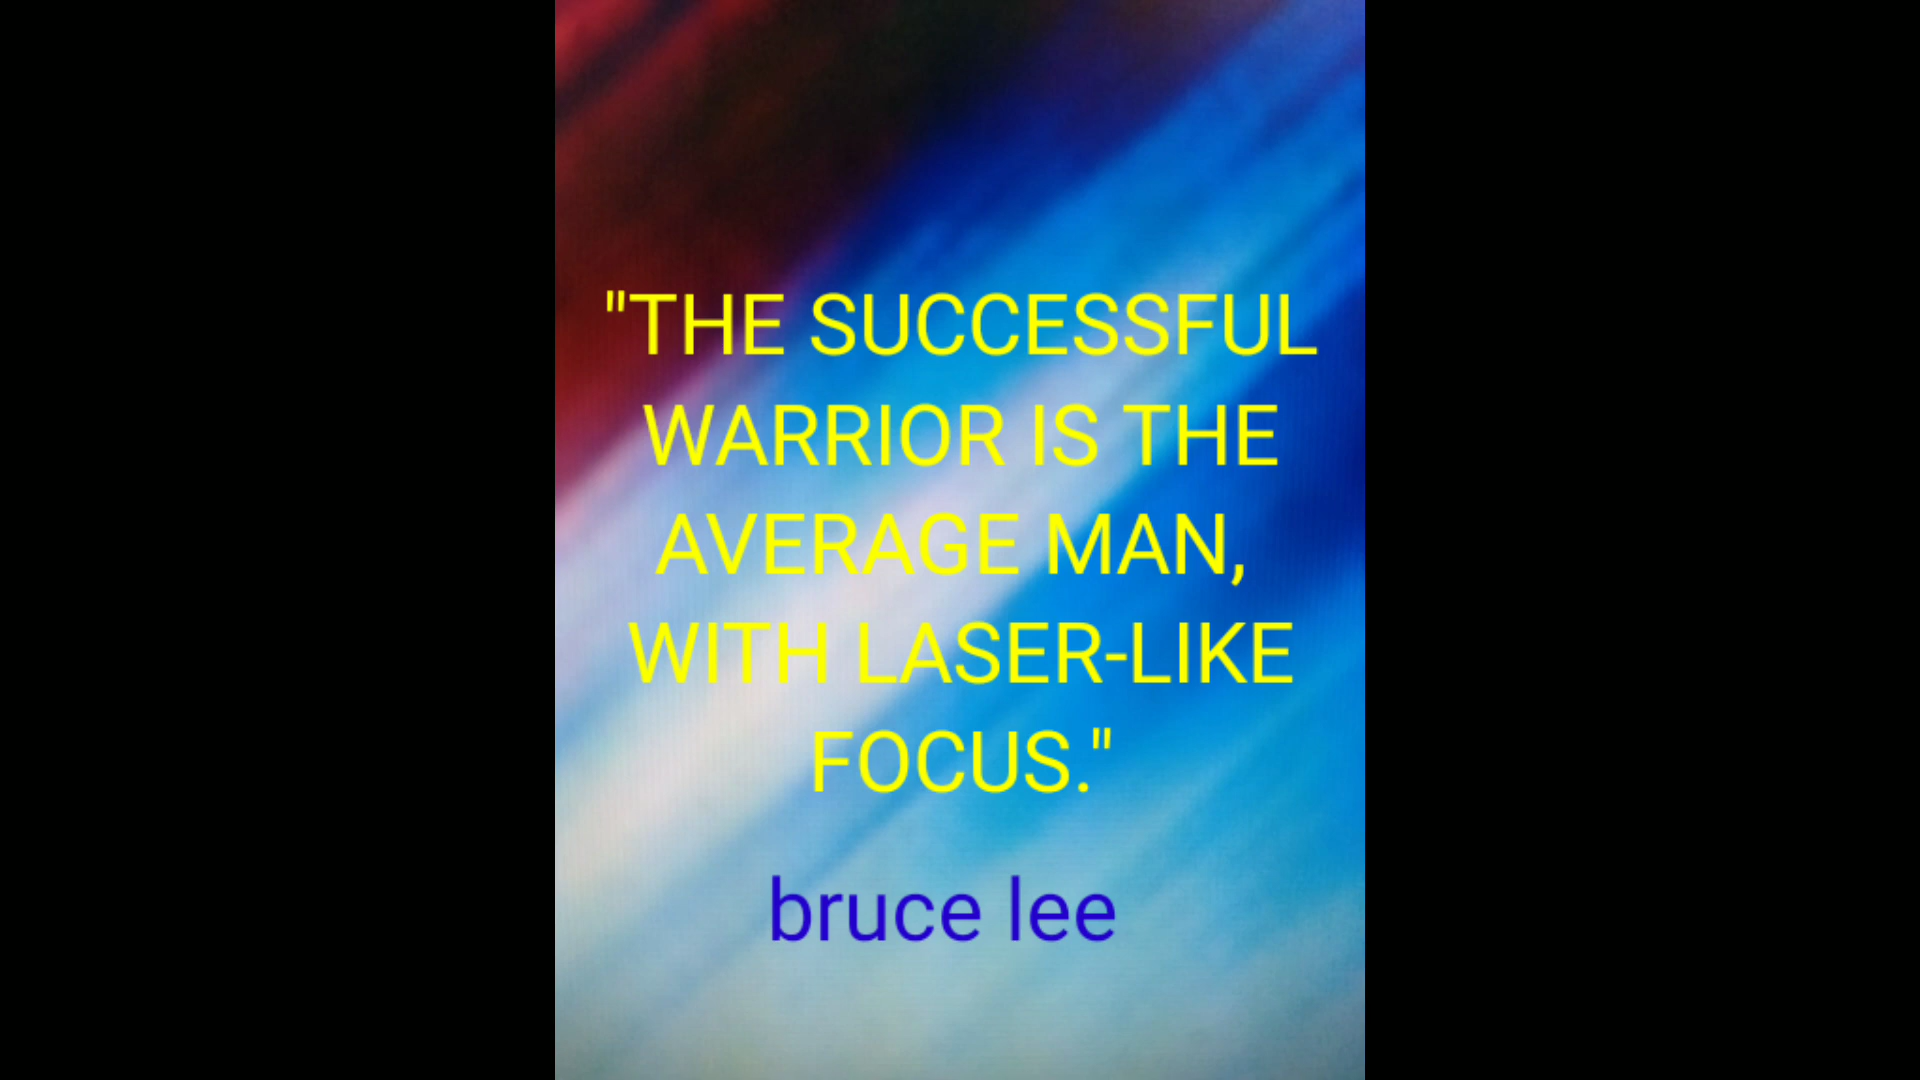 "THE SUCCESSFUL
WARRIOR IS THE
AVERAGE MAN,
WITH LASER-LIKE
FOCUS."
bruce lee